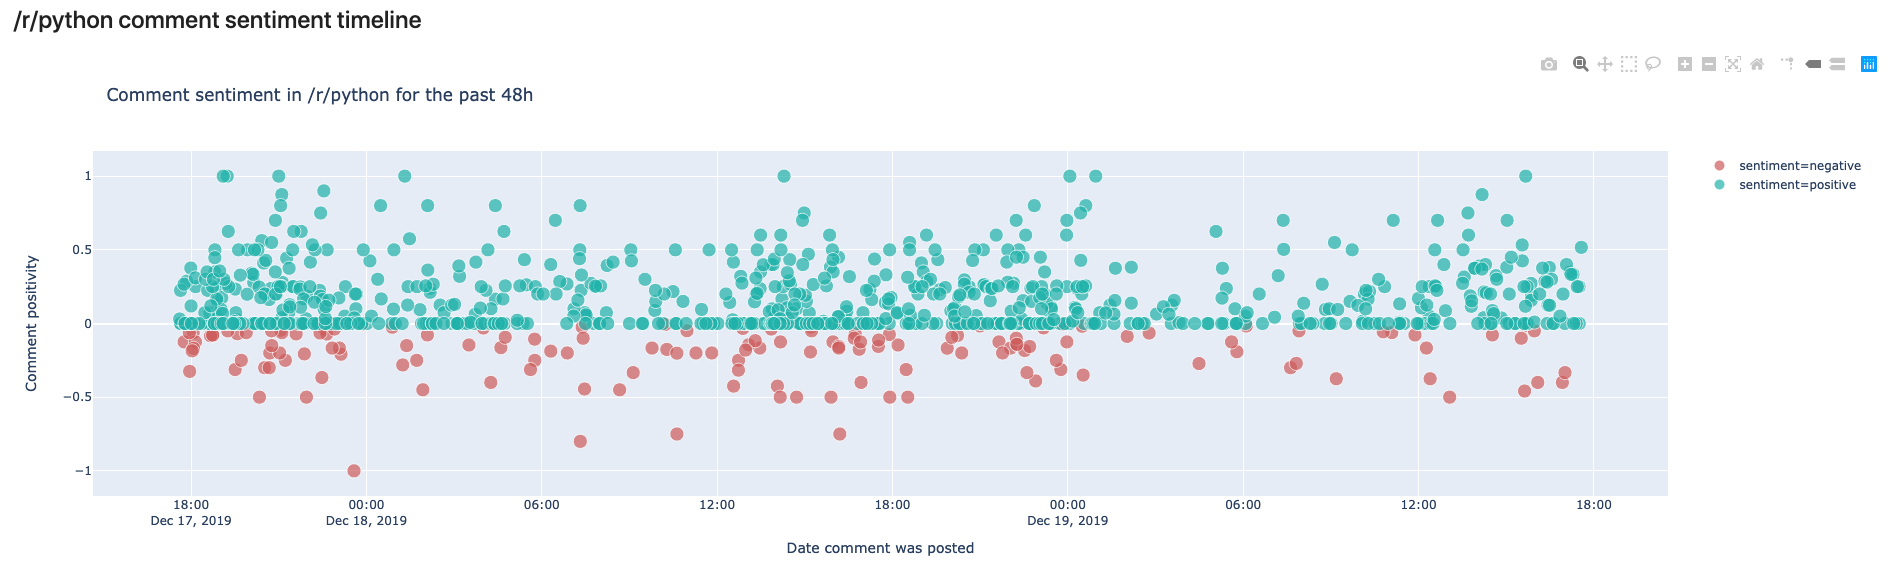 /r/python comment sentiment timeline
Comment sentiment in /r/python for the past 48h
sentiment=negative
sentiment=positive
Comment positivity
1
0.5
0
−0.5
−1
18:00 00:00 06:00 12:00 18:00 00:00 06:00 12:00 18:00
Dec 17, 2019 Dec 18, 2019 Dec 19, 2019
Date comment was posted